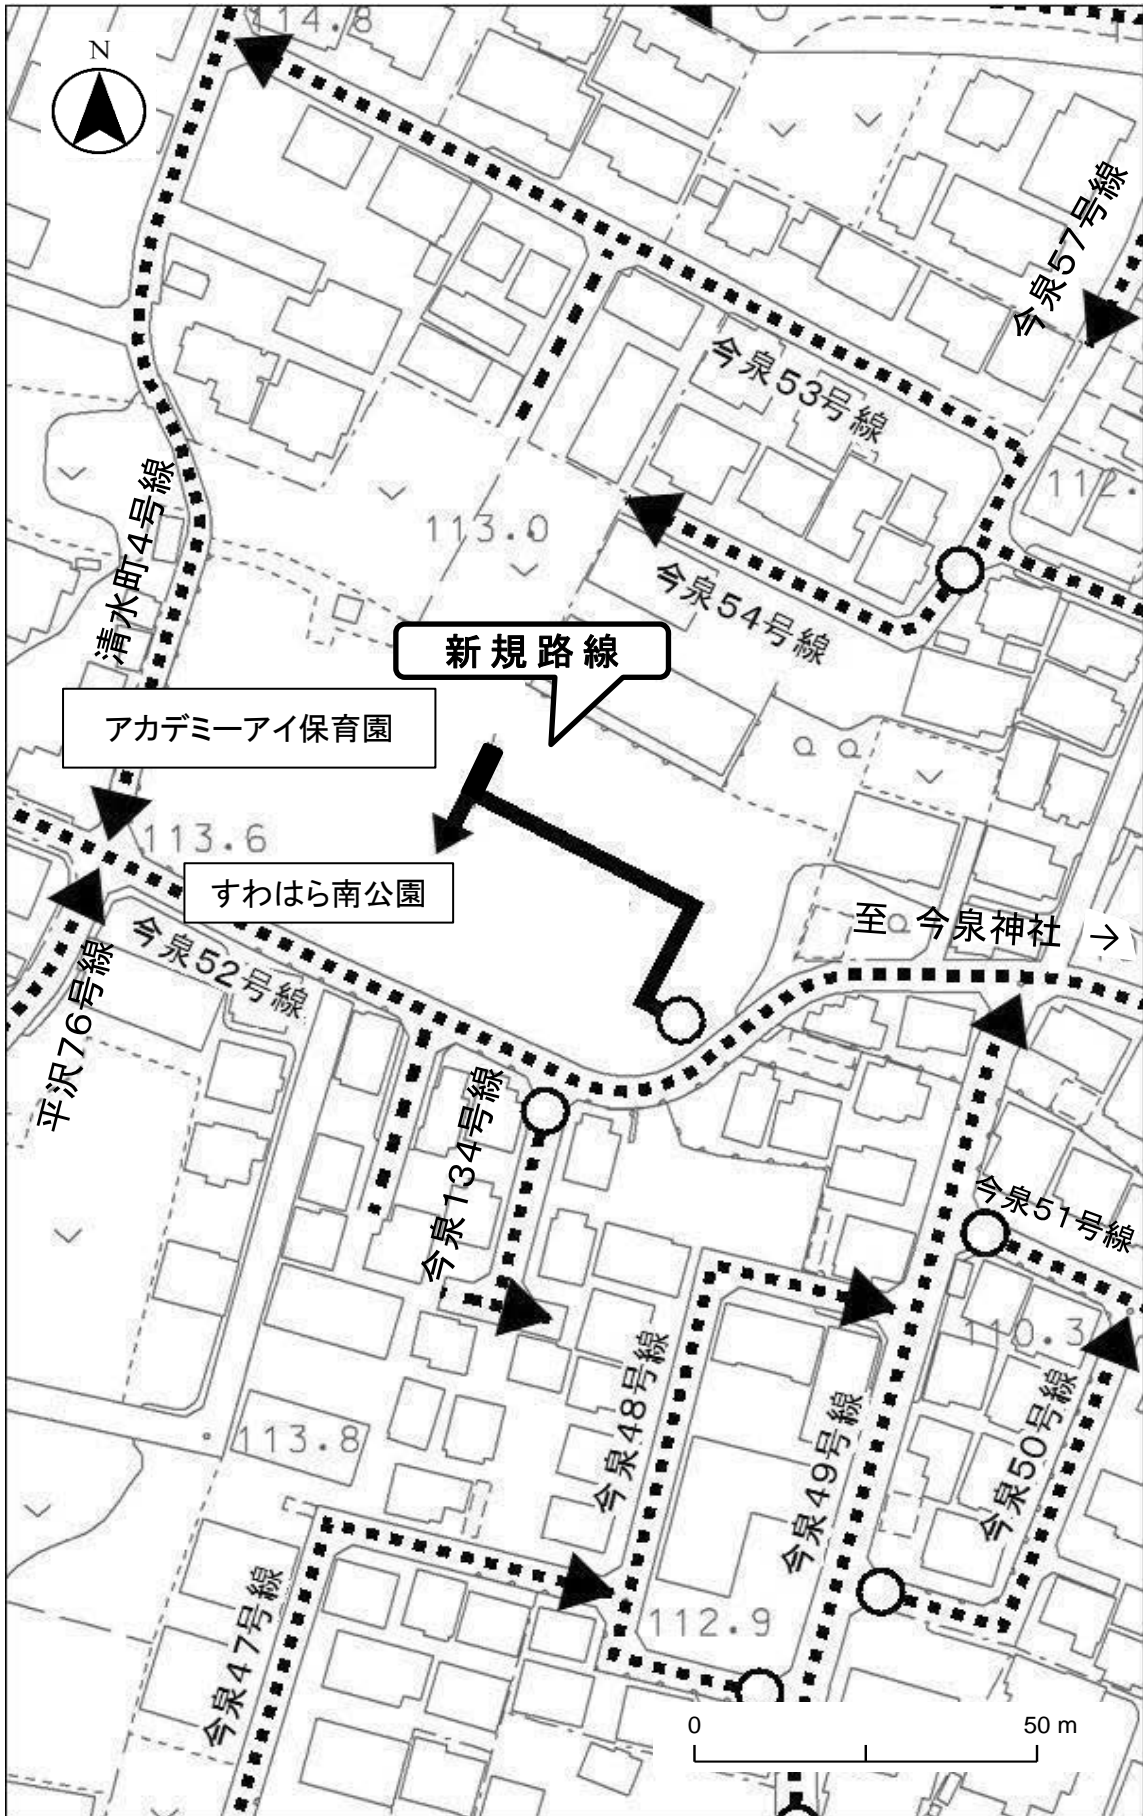 114.8
N
今泉57号線
今泉53号線
112.
清水町4号線
113.0
今泉54号線
新規路線
アカデミーアイ保育園
113.6
すわはら南公園
至 今泉神社 →
今泉52号線
平沢76号線
今泉134号線
今泉51号線
110.3
今泉48号線
今泉50号線
今泉49号線
113.8
今泉47号線
112.9
0 50 m